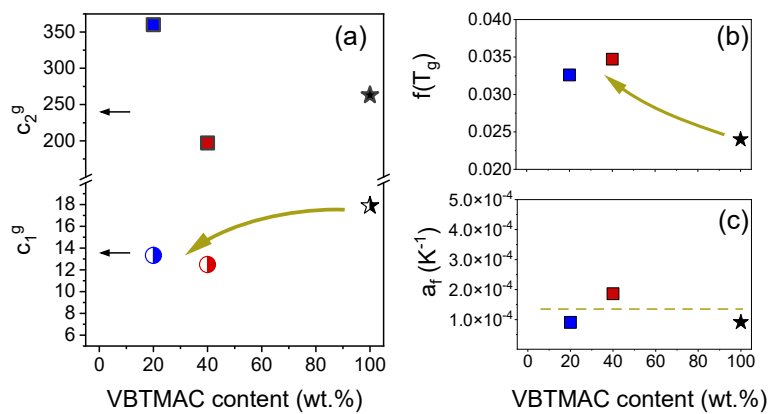 (a)
350
300
250
200
c₂ᵍ
18
16
14
12
10
8
6
c₁ᵍ
0 20 40 60 80 100
VBTMAC content (wt.%)
(b)
0.040
0.035
0.030
0.025
0.020
f(Tg)
(c)
5.0×10⁻⁴
4.0×10⁻⁴
3.0×10⁻⁴
2.0×10⁻⁴
1.0×10⁻⁴
af (K⁻¹)
0 20 40 60 80 100
VBTMAC content (wt.%)